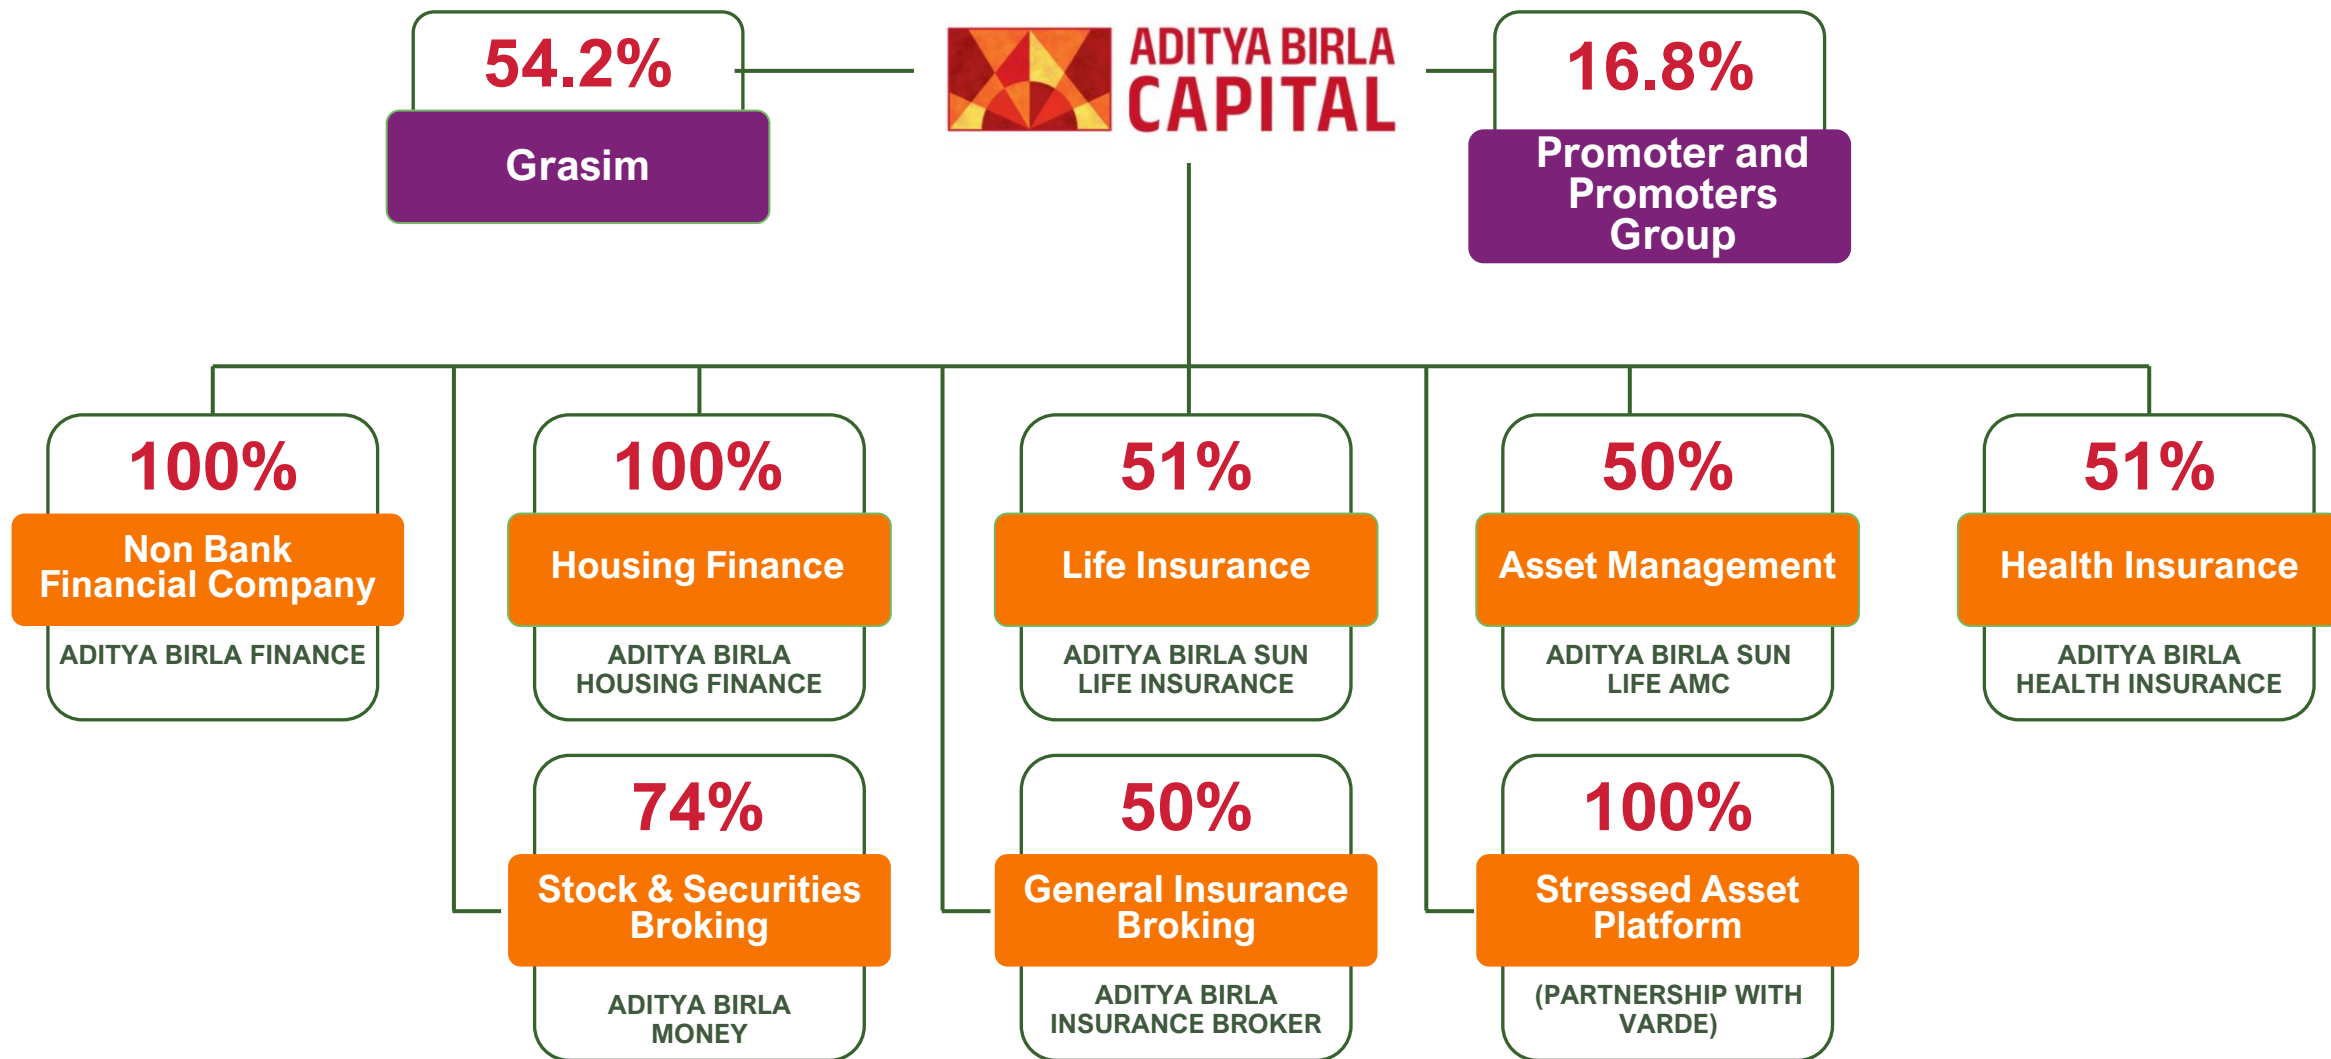 54.2%
Grasim
ADITYA BIRLA
CAPITAL
16.8%
Promoter and
Promoters
Group
100%
Non Bank
Financial Company
ADITYA BIRLA FINANCE
100%
Housing Finance
ADITYA BIRLA
HOUSING FINANCE
51%
Life Insurance
ADITYA BIRLA SUN
LIFE INSURANCE
50%
Asset Management
ADITYA BIRLA SUN
LIFE AMC
51%
Health Insurance
ADITYA BIRLA
HEALTH INSURANCE
74%
Stock & Securities
Broking
ADITYA BIRLA
MONEY
50%
General Insurance
Broking
ADITYA BIRLA
INSURANCE BROKER
100%
Stressed Asset
Platform
(PARTNERSHIP WITH
VARDE)